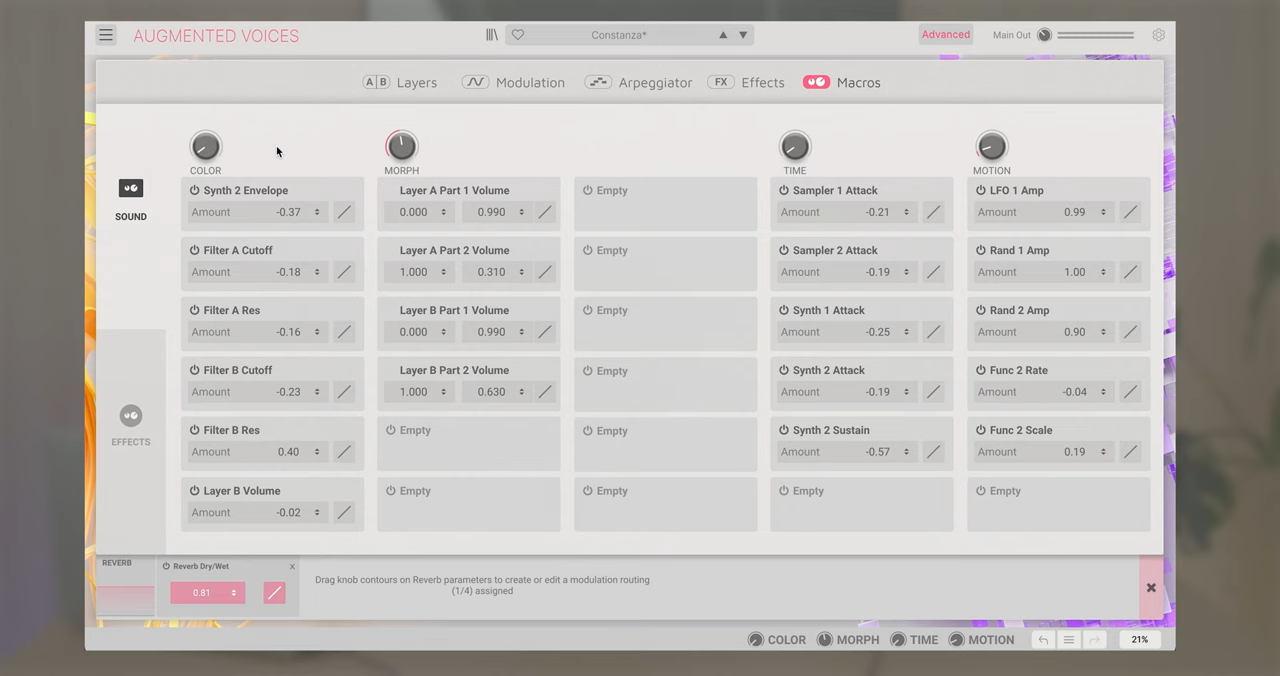 AUGMENTED VOICES
Constanza*
Advanced
Main Out
A B Layers
Modulation
Arpeggiator
FX Effects
Macros
COLOR
MORPH
TIME
MOTION
SOUND
EFFECTS
Synth 2 Envelope
Amount -0.37
Filter A Cutoff
Amount -0.18
Filter A Res
Amount -0.16
Filter B Cutoff
Amount -0.23
Filter B Res
Amount 0.40
Layer B Volume
Amount -0.02
Layer A Part 1 Volume
0.000 0.990
Layer A Part 2 Volume
1.000 0.310
Layer B Part 1 Volume
0.000 0.990
Layer B Part 2 Volume
1.000 0.630
Empty
Empty
Empty
Empty
Empty
Empty
Empty
Empty
Sampler 1 Attack
Amount -0.21
Sampler 2 Attack
Amount -0.19
Synth 1 Attack
Amount -0.25
Synth 2 Attack
Amount -0.19
Synth 2 Sustain
Amount -0.57
Empty
LFO 1 Amp
Amount 0.99
Rand 1 Amp
Amount 1.00
Rand 2 Amp
Amount 0.90
Func 2 Rate
Amount -0.04
Func 2 Scale
Amount 0.19
Empty
REVERB
Reverb Dry/Wet x
0.81
Drag knob contours on Reverb parameters to create or edit a modulation routing
(1/4) assigned
COLOR
MORPH
TIME
MOTION
21%